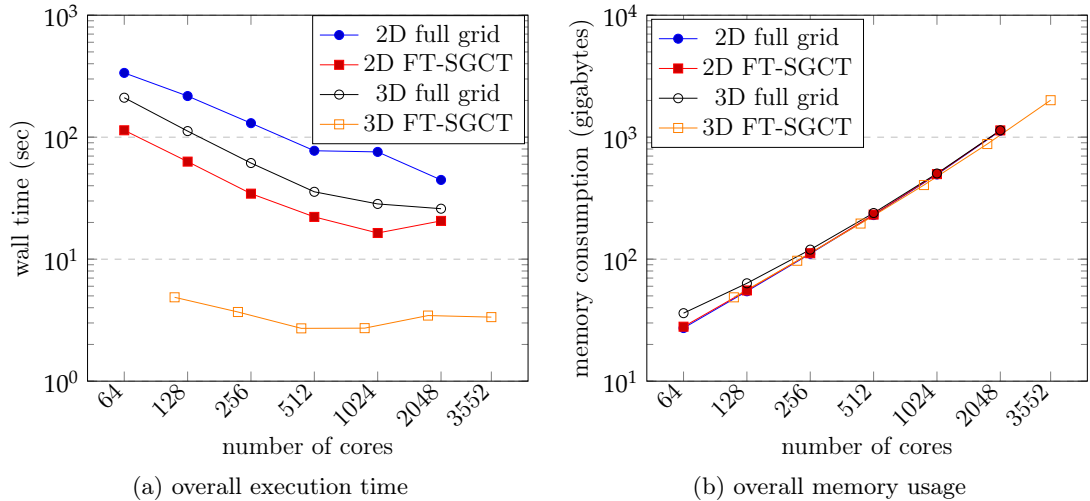 2D full grid
2D FT-SGCT
3D full grid
3D FT-SGCT
10^3
10^2
10^1
10^0
wall time (sec)
64
128
256
512
1024
2048
3552
number of cores
(a) overall execution time
2D full grid
2D FT-SGCT
3D full grid
3D FT-SGCT
10^4
10^3
10^2
10^1
memory consumption (gigabytes)
64
128
256
512
1024
2048
3552
number of cores
(b) overall memory usage